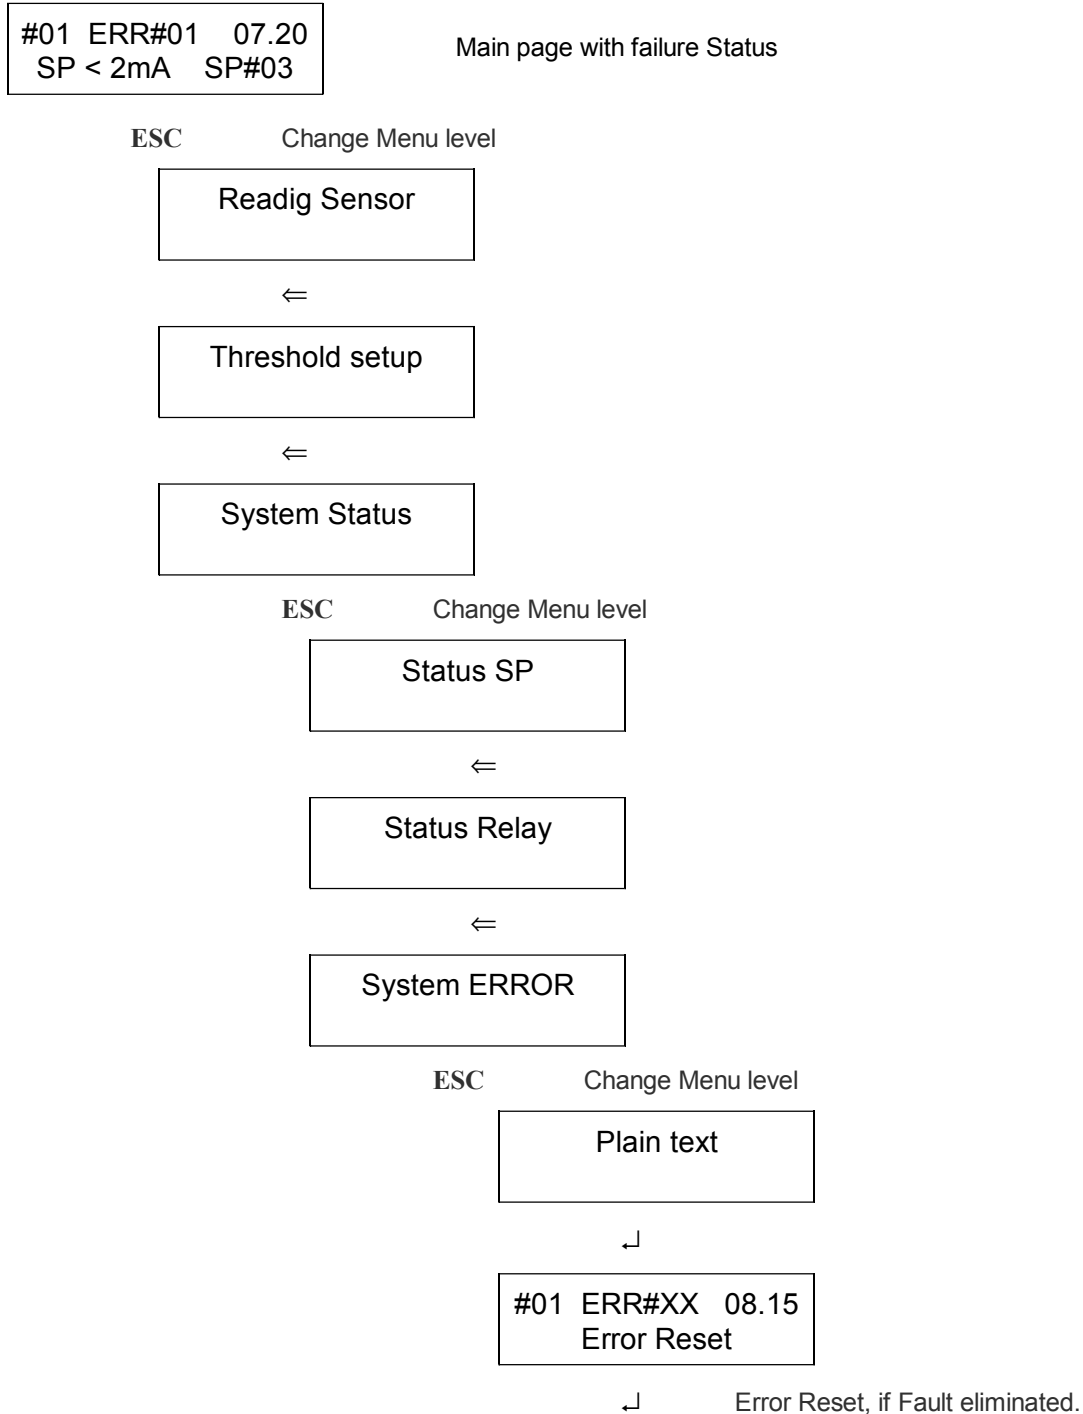 #01 ERR#01 07.20
SP < 2mA SP#03
Main page with failure Status
ESC Change Menu level
Readig Sensor
⇐
Threshold setup
⇐
System Status
ESC Change Menu level
Status SP
⇐
Status Relay
⇐
System ERROR
ESC Change Menu level
Plain text
↵
#01 ERR#XX 08.15
Error Reset
↵ Error Reset, if Fault eliminated.